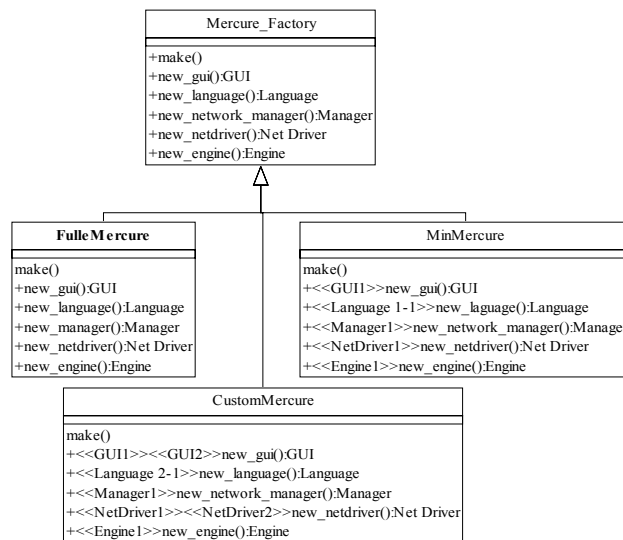 Mercure_Factory
+make()
+new_gui():GUI
+new_language():Language
+new_network_manager():Manager
+new_netdriver():Net Driver
+new_engine():Engine
FulleMercure
make()
+new_gui():GUI
+new_language():Language
+new_manager():Manager
+new_netdriver():Net Driver
+new_engine():Engine
MinMercure
make()
+<<GUI1>>new_gui():GUI
+<<Language 1-1>>new_laguage():Language
+<<Manager1>>new_network_manager():Manage
+<<NetDriver1>>new_netdriver():Net Driver
+<<Engine1>>new_engine():Engine
CustomMercure
make()
+<<GUI1>><<GUI2>>new_gui():GUI
+<<Language 2-1>>new_language():Language
+<<Manager1>>new_network_manager():Manager
+<<NetDriver1>><<NetDriver2>>new_netdriver():Net Driver
+<<Engine1>>new_engine():Engine